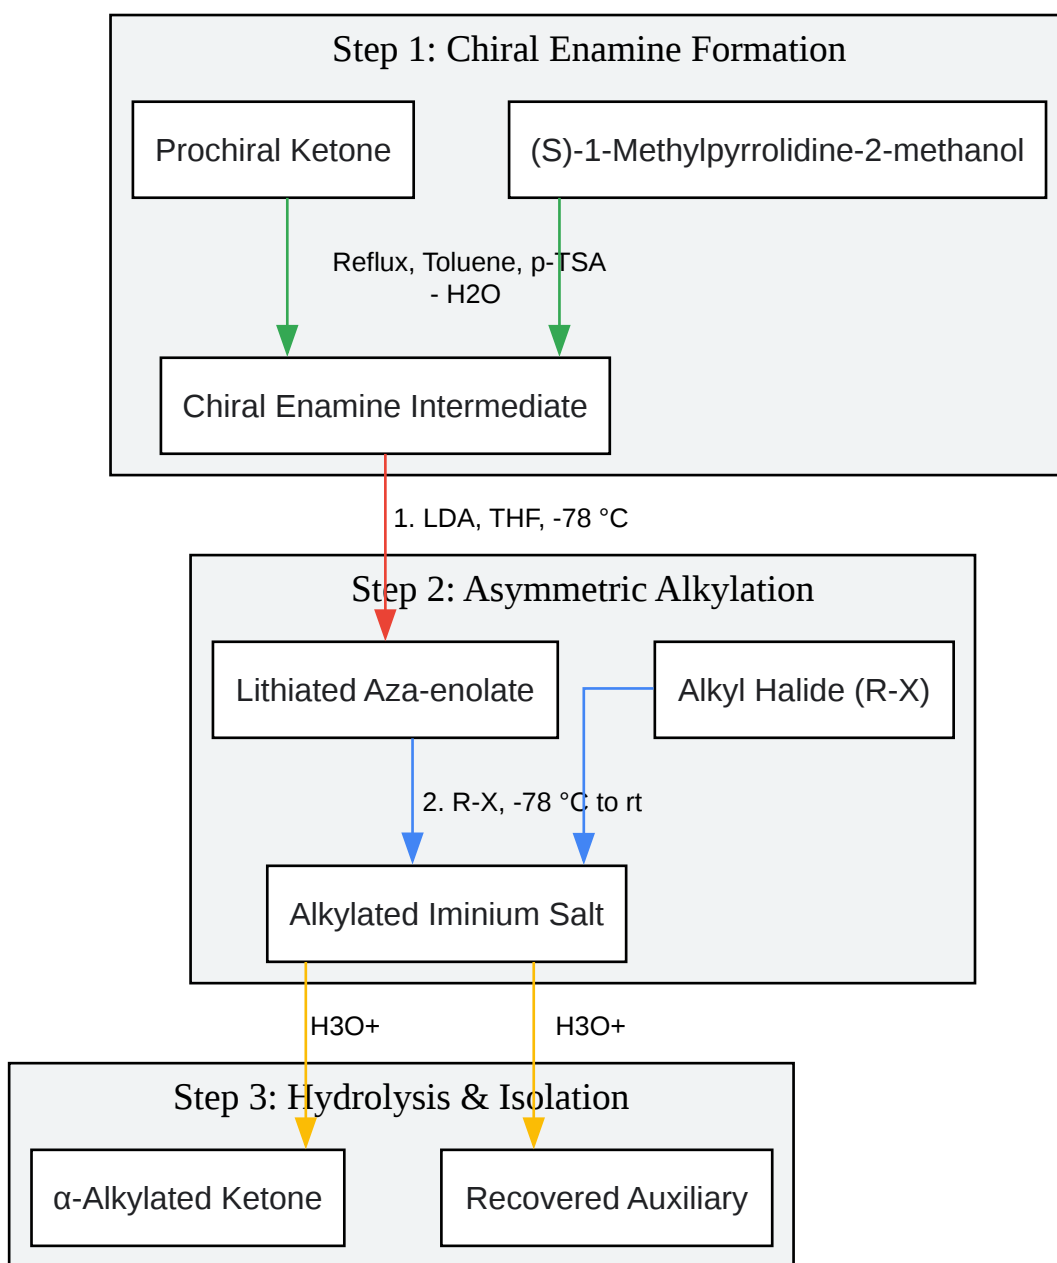 Step 1: Chiral Enamine Formation
Prochiral Ketone
(S)-1-Methylpyrrolidine-2-methanol
Reflux, Toluene, p-TSA
- H2O
Chiral Enamine Intermediate
1. LDA, THF, -78 °C
Step 2: Asymmetric Alkylation
Lithiated Aza-enolate
Alkyl Halide (R-X)
2. R-X, -78 °C to rt
Alkylated Iminium Salt
H3O+
H3O+
Step 3: Hydrolysis & Isolation
α-Alkylated Ketone
Recovered Auxiliary